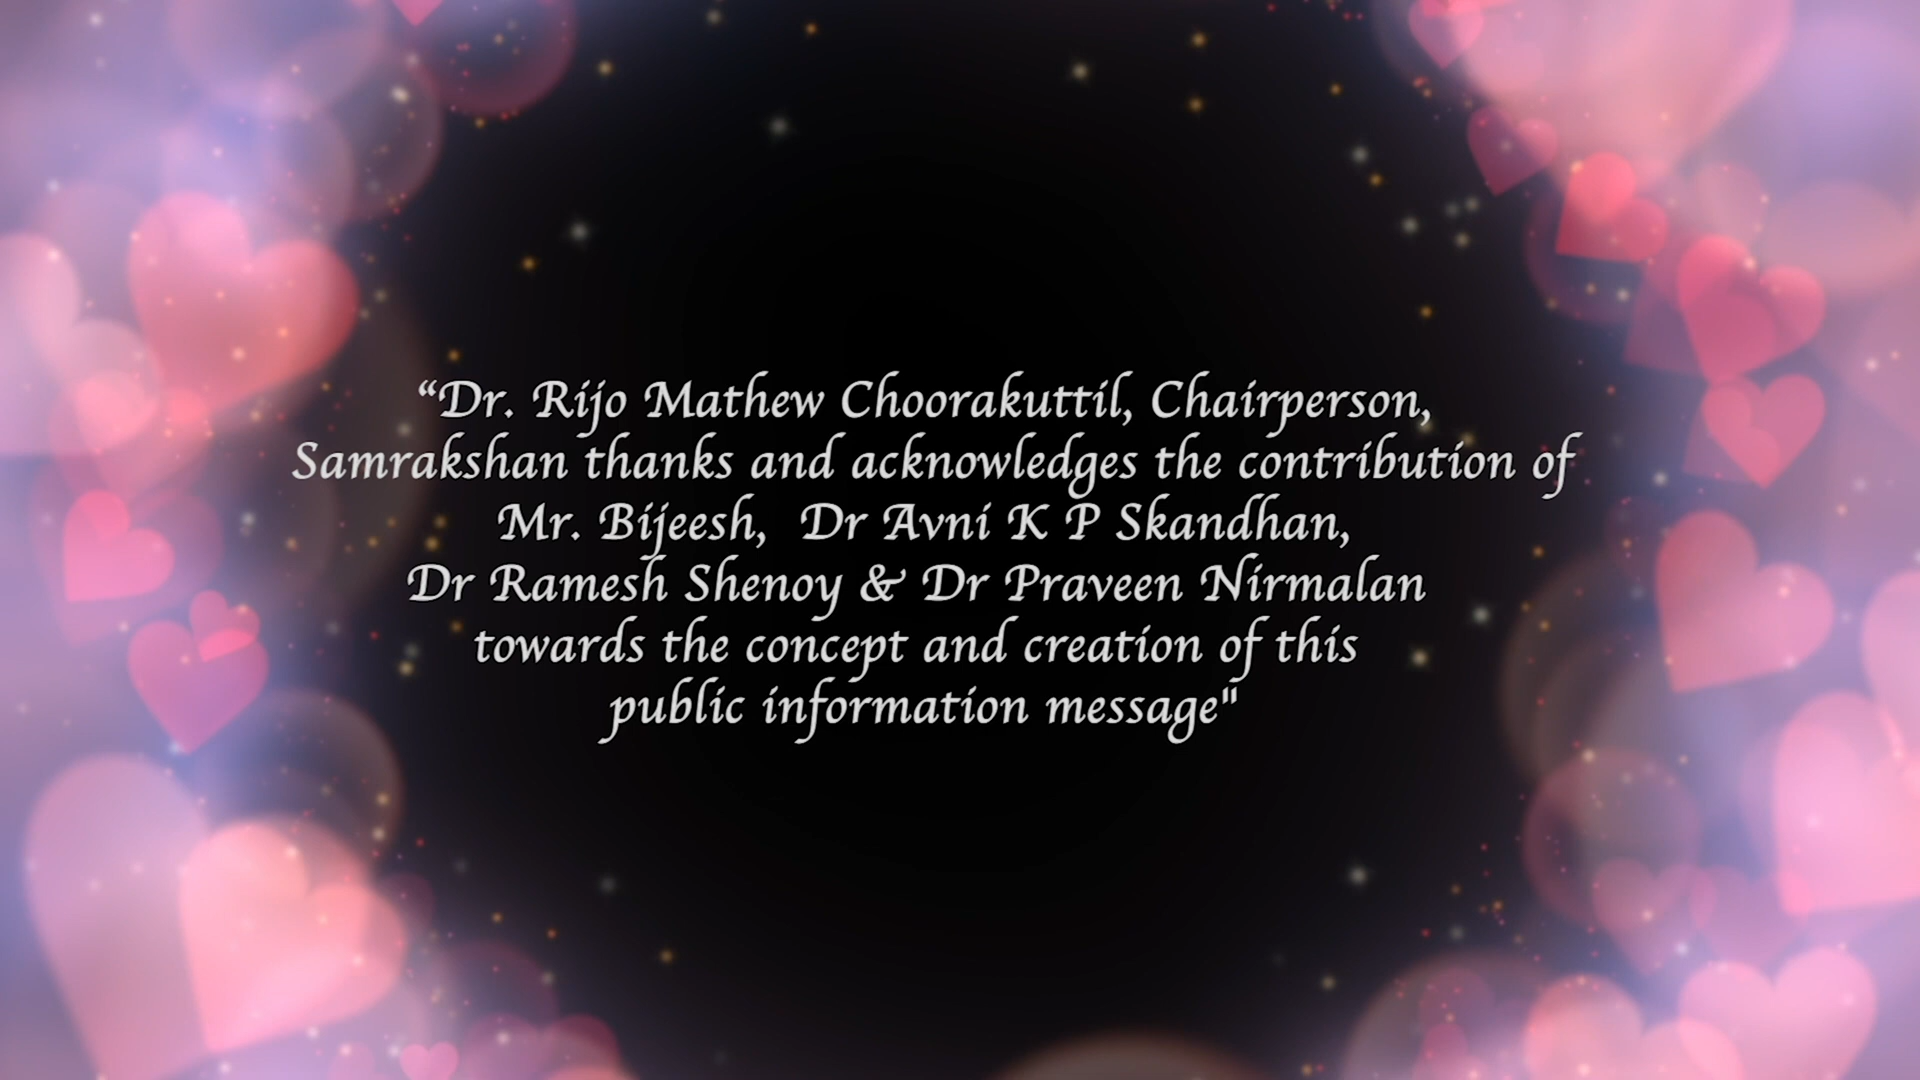 “Dr. Rijo Mathew Choorakuttil, Chairperson,
Samrakshan thanks and acknowledges the contribution of
Mr. Bijeesh,  Dr Avni K P Skandhan,
Dr Ramesh Shenoy & Dr Praveen Nirmalan
towards the concept and creation of this
public information message"